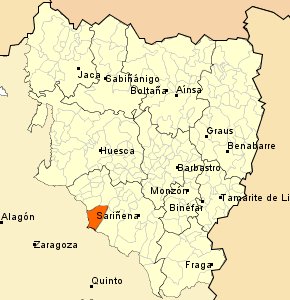 Jaca
Sabiñánigo
Boltaña
Aínsa
Graus
Benabarre
Huesca
Barbastro
Monzón
Binéfar
Tamarite de Li
Sariñena
Alagón
Zaragoza
Fraga
Quinto